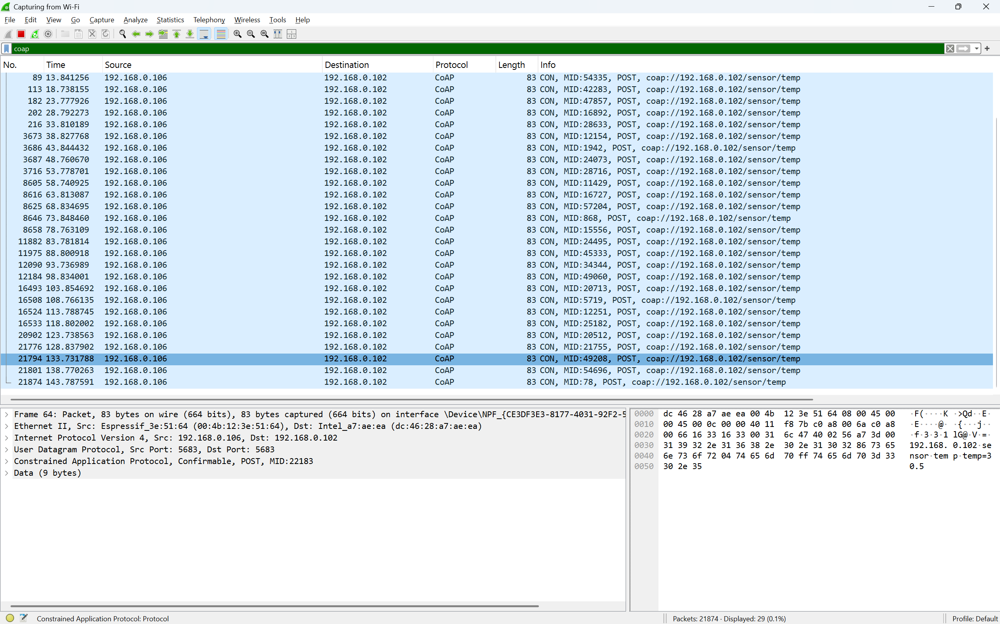 Capturing from Wi-Fi
File Edit View Go Capture Analyze Statistics Telephony Wireless Tools Help
coap
No. Time Source Destination Protocol Length Info
89 13.841256 192.168.0.106 192.168.0.102 CoAP 83 CON, MID:54335, POST, coap://192.168.0.102/sensor/temp
113 18.738155 192.168.0.106 192.168.0.102 CoAP 83 CON, MID:42283, POST, coap://192.168.0.102/sensor/temp
182 23.777926 192.168.0.106 192.168.0.102 CoAP 83 CON, MID:47857, POST, coap://192.168.0.102/sensor/temp
202 28.792273 192.168.0.106 192.168.0.102 CoAP 83 CON, MID:16892, POST, coap://192.168.0.102/sensor/temp
216 33.810189 192.168.0.106 192.168.0.102 CoAP 83 CON, MID:28633, POST, coap://192.168.0.102/sensor/temp
3673 38.827768 192.168.0.106 192.168.0.102 CoAP 83 CON, MID:12154, POST, coap://192.168.0.102/sensor/temp
3686 43.844432 192.168.0.106 192.168.0.102 CoAP 83 CON, MID:1942, POST, coap://192.168.0.102/sensor/temp
3687 48.760670 192.168.0.106 192.168.0.102 CoAP 83 CON, MID:24073, POST, coap://192.168.0.102/sensor/temp
3716 53.778701 192.168.0.106 192.168.0.102 CoAP 83 CON, MID:28716, POST, coap://192.168.0.102/sensor/temp
8605 58.740925 192.168.0.106 192.168.0.102 CoAP 83 CON, MID:11429, POST, coap://192.168.0.102/sensor/temp
8616 63.813087 192.168.0.106 192.168.0.102 CoAP 83 CON, MID:16727, POST, coap://192.168.0.102/sensor/temp
8625 68.834695 192.168.0.106 192.168.0.102 CoAP 83 CON, MID:57204, POST, coap://192.168.0.102/sensor/temp
8646 73.848460 192.168.0.106 192.168.0.102 CoAP 83 CON, MID:868, POST, coap://192.168.0.102/sensor/temp
8658 78.763109 192.168.0.106 192.168.0.102 CoAP 83 CON, MID:15556, POST, coap://192.168.0.102/sensor/temp
11882 83.781814 192.168.0.106 192.168.0.102 CoAP 83 CON, MID:24495, POST, coap://192.168.0.102/sensor/temp
11975 88.800918 192.168.0.106 192.168.0.102 CoAP 83 CON, MID:45333, POST, coap://192.168.0.102/sensor/temp
12090 93.736989 192.168.0.106 192.168.0.102 CoAP 83 CON, MID:34344, POST, coap://192.168.0.102/sensor/temp
12184 98.834001 192.168.0.106 192.168.0.102 CoAP 83 CON, MID:49060, POST, coap://192.168.0.102/sensor/temp
16493 103.854692 192.168.0.106 192.168.0.102 CoAP 83 CON, MID:20713, POST, coap://192.168.0.102/sensor/temp
16508 108.766135 192.168.0.106 192.168.0.102 CoAP 83 CON, MID:5719, POST, coap://192.168.0.102/sensor/temp
16524 113.788745 192.168.0.106 192.168.0.102 CoAP 83 CON, MID:12251, POST, coap://192.168.0.102/sensor/temp
16533 118.802002 192.168.0.106 192.168.0.102 CoAP 83 CON, MID:25182, POST, coap://192.168.0.102/sensor/temp
20902 123.738563 192.168.0.106 192.168.0.102 CoAP 83 CON, MID:20512, POST, coap://192.168.0.102/sensor/temp
21776 128.837902 192.168.0.106 192.168.0.102 CoAP 83 CON, MID:21755, POST, coap://192.168.0.102/sensor/temp
21794 133.731788 192.168.0.106 192.168.0.102 CoAP 83 CON, MID:49208, POST, coap://192.168.0.102/sensor/temp
21801 138.770263 192.168.0.106 192.168.0.102 CoAP 83 CON, MID:54696, POST, coap://192.168.0.102/sensor/temp
21874 143.787591 192.168.0.106 192.168.0.102 CoAP 83 CON, MID:78, POST, coap://192.168.0.102/sensor/temp
Frame 64: Packet, 83 bytes on wire (664 bits), 83 bytes captured (664 bits) on interface \Device\NPF_{CE3DF3E3-8177-4031-92F2-5
Ethernet II, Src: Espressif_3e:51:64 (00:4b:12:3e:51:64), Dst: Intel_a7:ae:ea (dc:46:28:a7:ae:ea)
Internet Protocol Version 4, Src: 192.168.0.106, Dst: 192.168.0.102
User Datagram Protocol, Src Port: 5683, Dst Port: 5683
Constrained Application Protocol, Confirmable, POST, MID:22183
Data (9 bytes)
0000 dc 46 28 a7 ae ea 00 4b 12 3e 51 64 08 00 45 00 ·F(····K ·>Qd··E·
0010 00 45 00 0c 00 00 40 11 f8 7b c0 a8 00 6a c0 a8 ·E····@· ·{···j··
0020 00 66 16 33 16 33 00 31 6c 47 40 02 56 a7 3d 00 ·f·3·3·1 lG@·V·=·
0030 31 39 32 2e 31 36 38 2e 30 2e 31 30 32 86 73 65 192.168. 0.102·se
0040 6e 73 6f 72 04 74 65 6d 70 ff 74 65 6d 70 3d 33 nsor·tem p·temp=3
0050 30 2e 35 0.5
Constrained Application Protocol: Protocol
Packets: 21874 · Displayed: 29 (0.1%)
Profile: Default